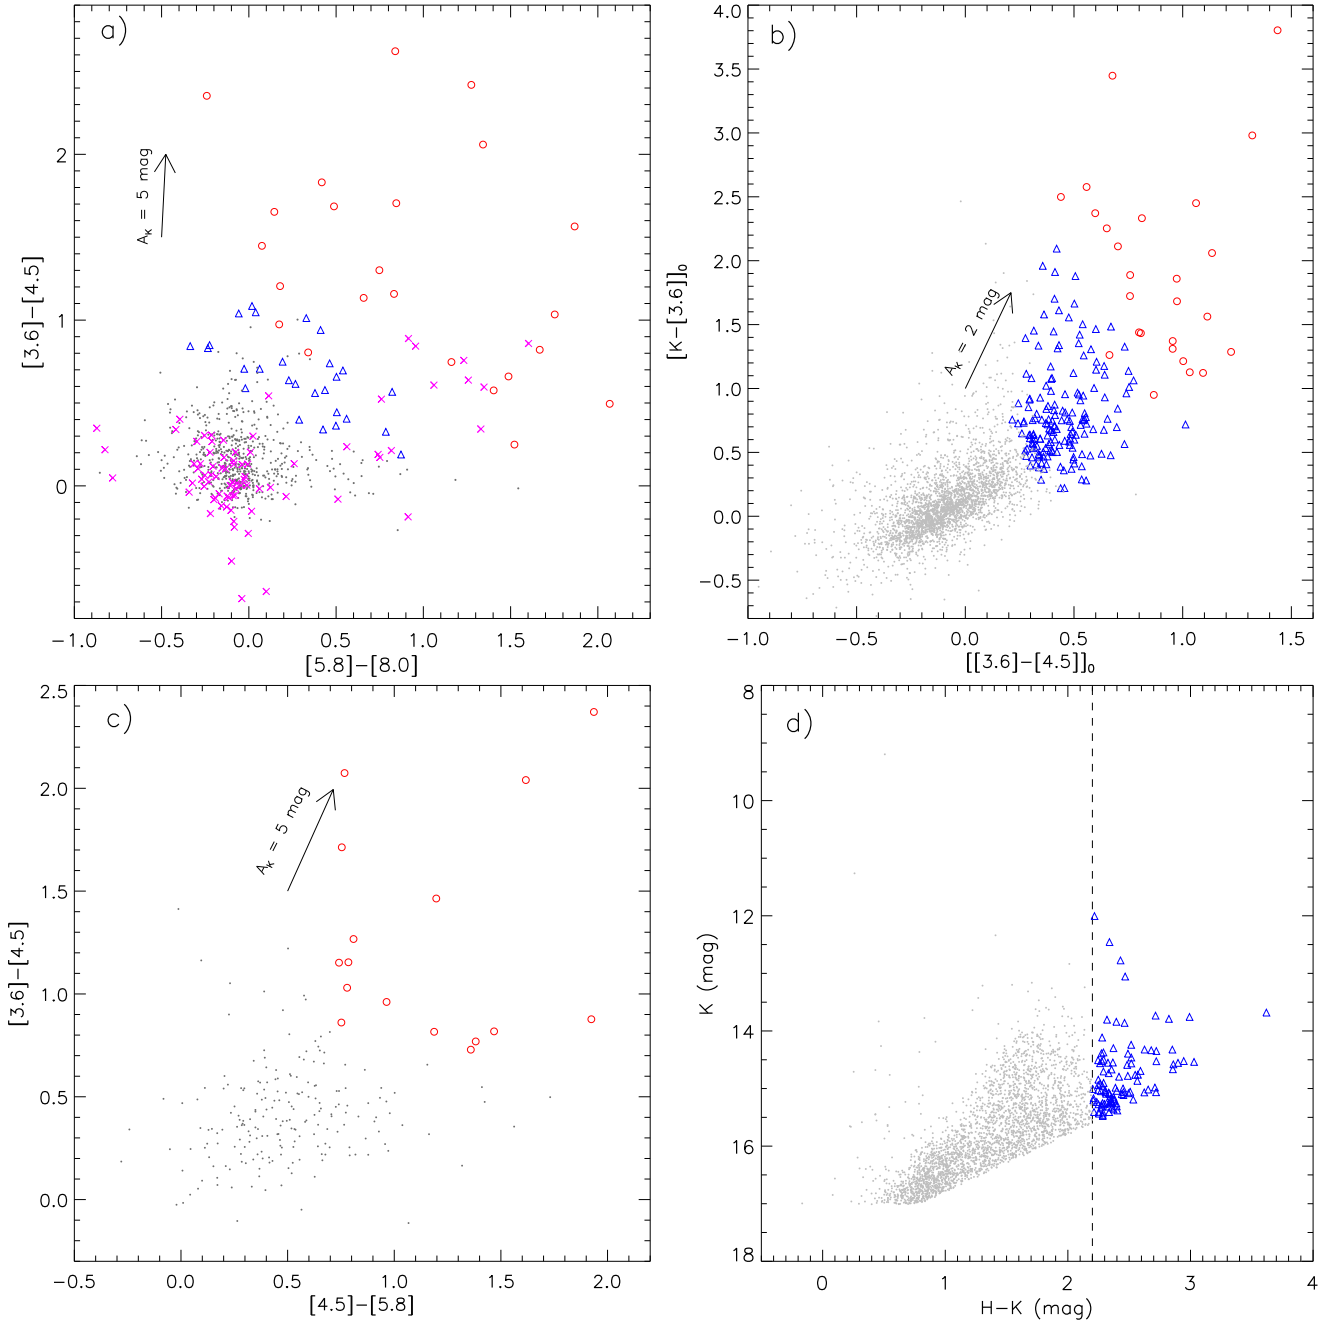 a)
2
1
0
[3.6]−[4.5]
A_K = 5 mag
−1.0 −0.5 0.0 0.5 1.0 1.5 2.0
[5.8]−[8.0]
b)
4.0
3.5
3.0
2.5
2.0
1.5
1.0
0.5
0.0
−0.5
[K−[3.6]]₀
A_K = 2 mag
−1.0 −0.5 0.0 0.5 1.0 1.5
[[3.6]−[4.5]]₀
c)
2.5
2.0
1.5
1.0
0.5
0.0
[3.6]−[4.5]
A_K = 5 mag
−0.5 0.0 0.5 1.0 1.5 2.0
[4.5]−[5.8]
d)
8
10
12
14
16
18
K (mag)
0 1 2 3 4
H−K (mag)